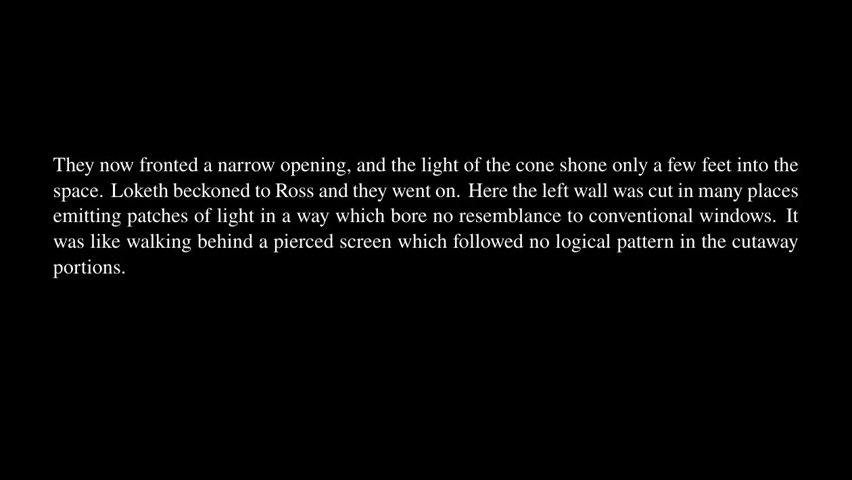 They now fronted a narrow opening, and the light of the cone shone only a few feet into the
space. Loketh beckoned to Ross and they went on. Here the left wall was cut in many places
emitting patches of light in a way which bore no resemblance to conventional windows. It
was like walking behind a pierced screen which followed no logical pattern in the cutaway
portions.